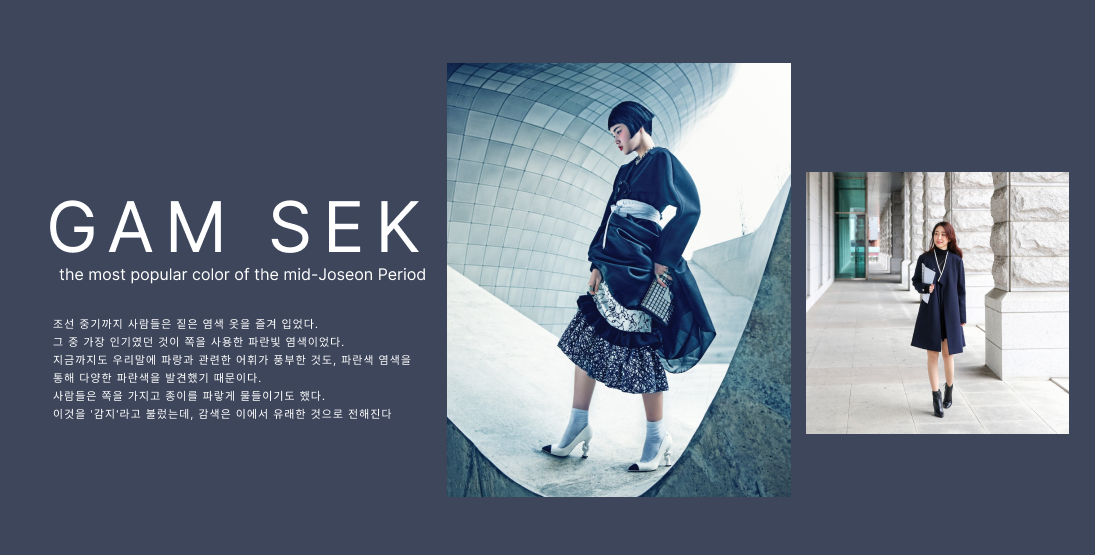 GAM SEK
the most popular color of the mid-Joseon Period
조선 중기까지 사람들은 짙은 염색 옷을 즐겨 입었다.
그 중 가장 인기였던 것이 쪽을 사용한 파란빛 염색이었다.
지금까지도 우리말에 파랑과 관련한 어휘가 풍부한 것도, 파란색 염색을
통해 다양한 파란색을 발견했기 때문이다.
사람들은 쪽을 가지고 종이를 파랗게 물들이기도 했다.
이것을 '감지'라고 불렀는데, 감색은 이에서 유래한 것으로 전해진다